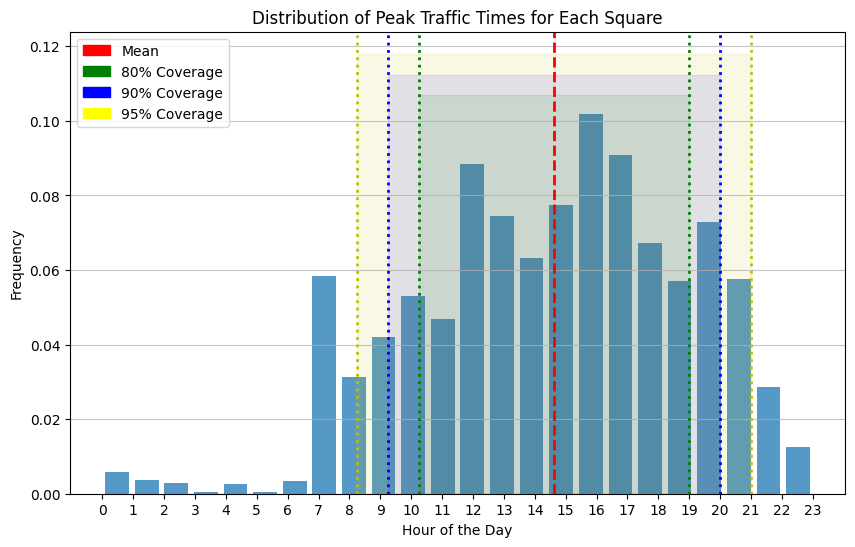 Distribution of Peak Traffic Times for Each Square
Mean
80% Coverage
90% Coverage
95% Coverage
0.12
0.10
0.08
0.06
0.04
0.02
0.00
Frequency
0 1 2 3 4 5 6 7 8 9 10 11 12 13 14 15 16 17 18 19 20 21 22 23
Hour of the Day